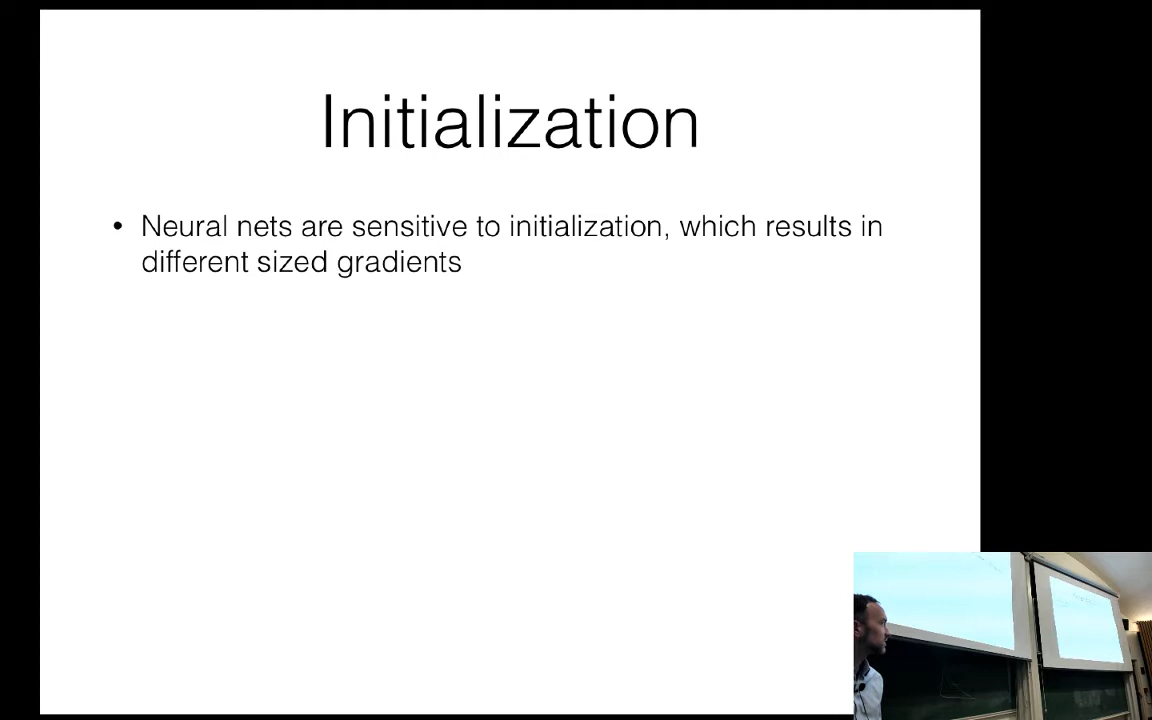 Initialization
• Neural nets are sensitive to initialization, which results in
different sized gradients